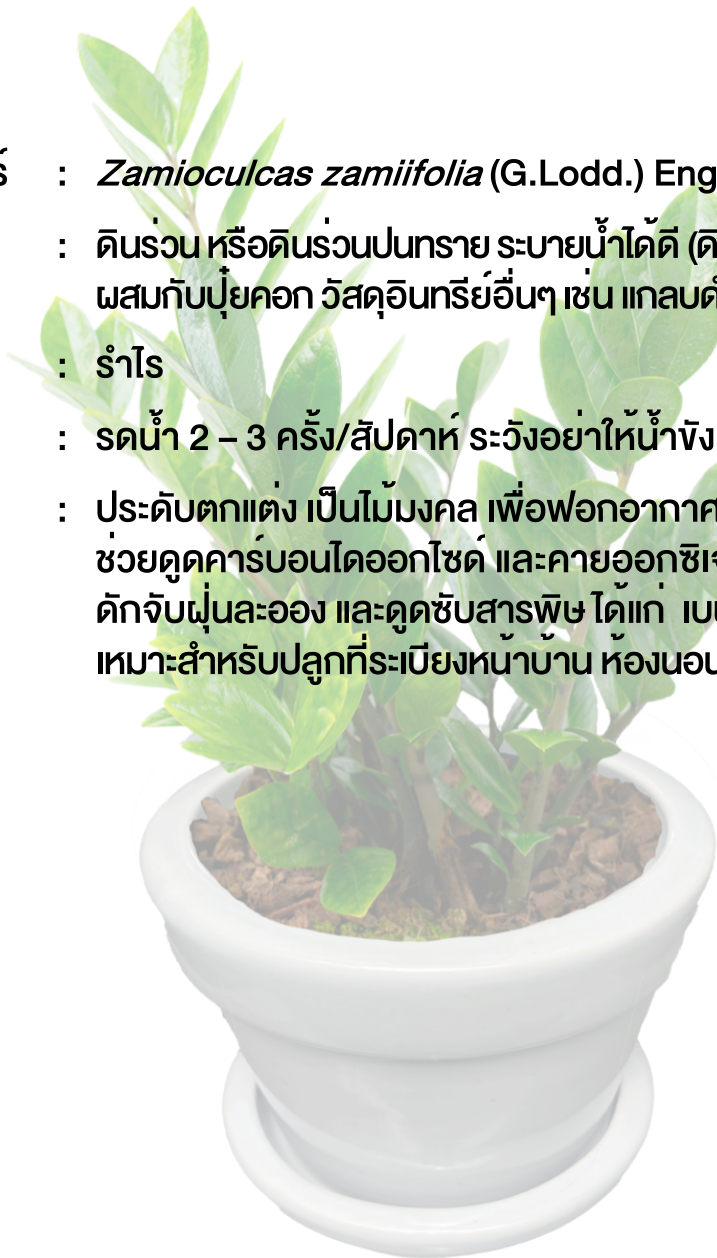 : Zamioculcas zamiifolia (G.Lodd.) Eng
: ดินร่วน หรือดินร่วนปนทราย ระบายน้ำได้ดี
ผสมกับปุ๋ยคอก วัสดุอินทรีย์อื่นๆ เช่น แกลบดำ
: รำไร
: รดน้ำ 2 – 3 ครั้ง/สัปดาห์ ระวังอย่าให้น้ำขัง
: ประดับตกแต่ง เป็นไม้มงคล เพื่อฟอกอากาศ
ช่วยดูดคาร์บอนไดออกไซด์ และคายออกซิเจ
ดักจับฝุ่นละออง และดูดซับสารพิษ ได้แก่
เหมาะสำหรับปลูกที่ระเบียงหน้าบ้าน ห้องนอน